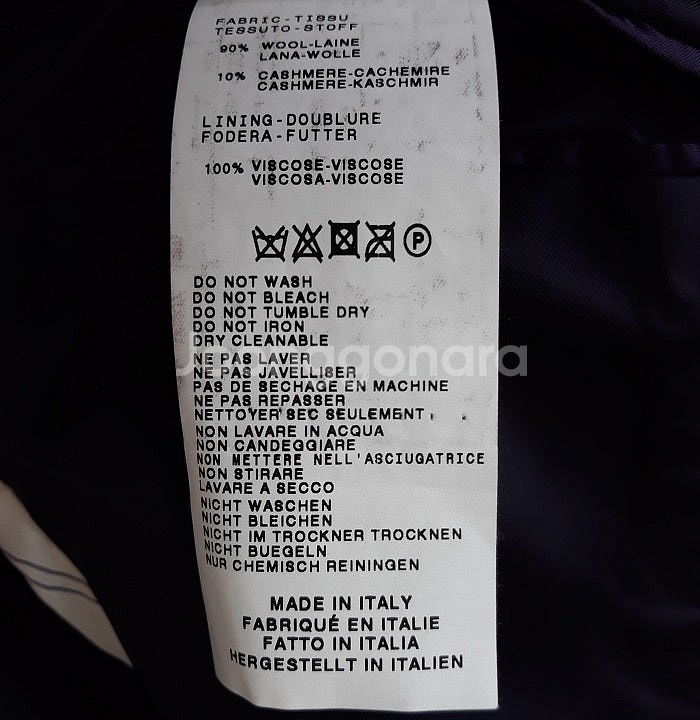 FABRIC-TISSU
TESSUTO-STOFF
90% WOOL-LAINE
LANA-WOLLE
10% CASHMERE-CACHEMIRE
CASHMERE-KASCHMIR
LINING-DOUBLURE
FODERA-FUTTER
100% VISCOSE-VISCOSE
VISCOSA-VISCOSE
P
DO NOT WASH
DO NOT BLEACH
DO NOT TUMBLE DRY
DO NOT IRON
DRY CLEANABLE
NE PAS LAVER
NE PAS JAVELLISER
PAS DE SECHAGE EN MACHINE
NE PAS REPASSER
NETTOYER SEC SEULEMENT
NON LAVARE IN ACQUA
NON CANDEGGIARE
NON METTERE NELL'ASCIUGATRICE
NON STIRARE
LAVARE A SECCO
NICHT WASCHEN
NICHT BLEICHEN
NICHT IM TROCKNER TROCKNEN
NICHT BUEGELN
NUR CHEMISCH REININGEN
MADE IN ITALY
FABRIQUÉ EN ITALIE
FATTO IN ITALIA
HERGESTELLT IN ITALIEN